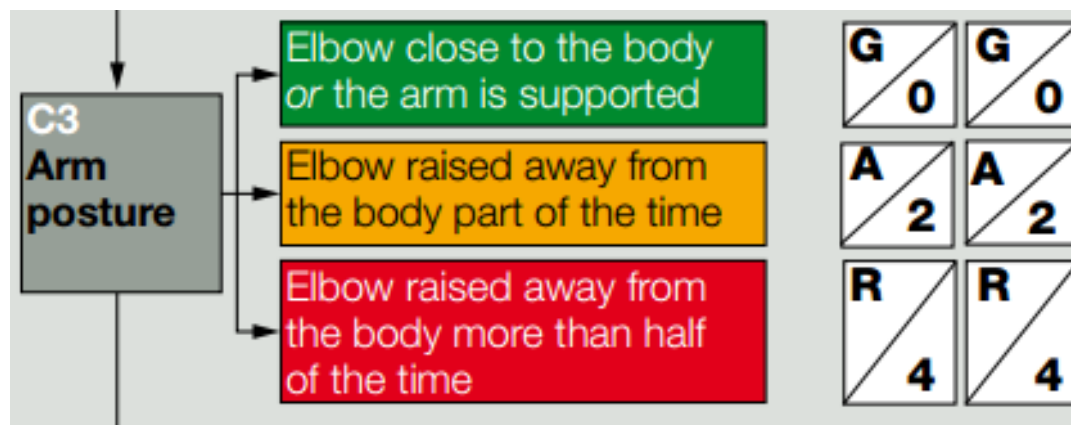 C3
Arm
posture
Elbow close to the body
or the arm is supported
G
0
G
0
Elbow raised away from
the body part of the time
A
2
A
2
Elbow raised away from
the body more than half
of the time
R
4
R
4